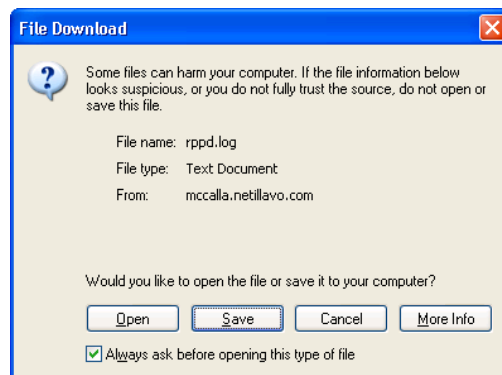 File Download
Some files can harm your computer. If the file information below
looks suspicious, or you do not fully trust the source, do not open or
save this file.
File name: rppd.log
File type: Text Document
From: mccalla.netillavo.com
Would you like to open the file or save it to your computer?
Open Save Cancel More Info
Always ask before opening this type of file